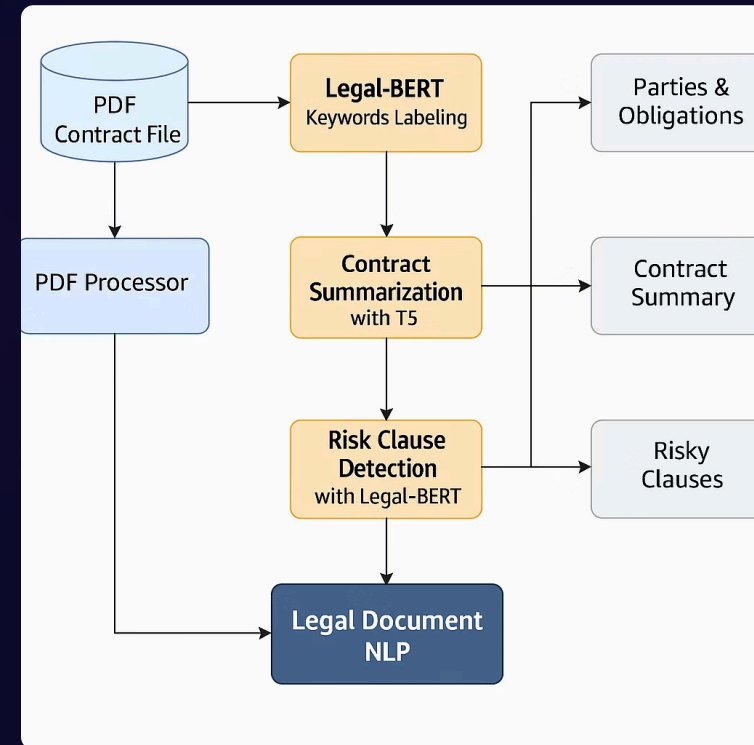 PDF
Contract File
Legal-BERT
Keywords Labeling
Parties &
Obligations
PDF Processor
Contract
Summarization
with T5
Contract
Summary
Risk Clause
Detection
with Legal-BERT
Risky
Clauses
Legal Document
NLP